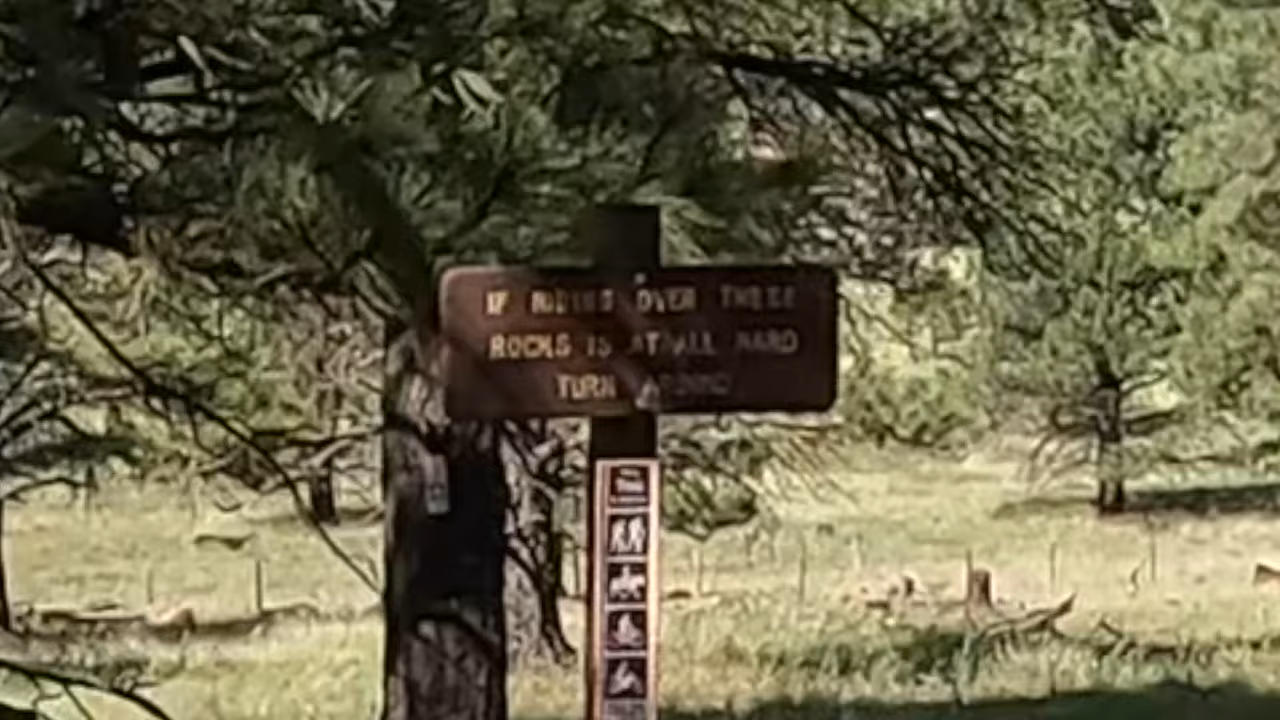 IF RIDING OVER THESE
ROCKS IS AT ALL HARD
TURN AROUND